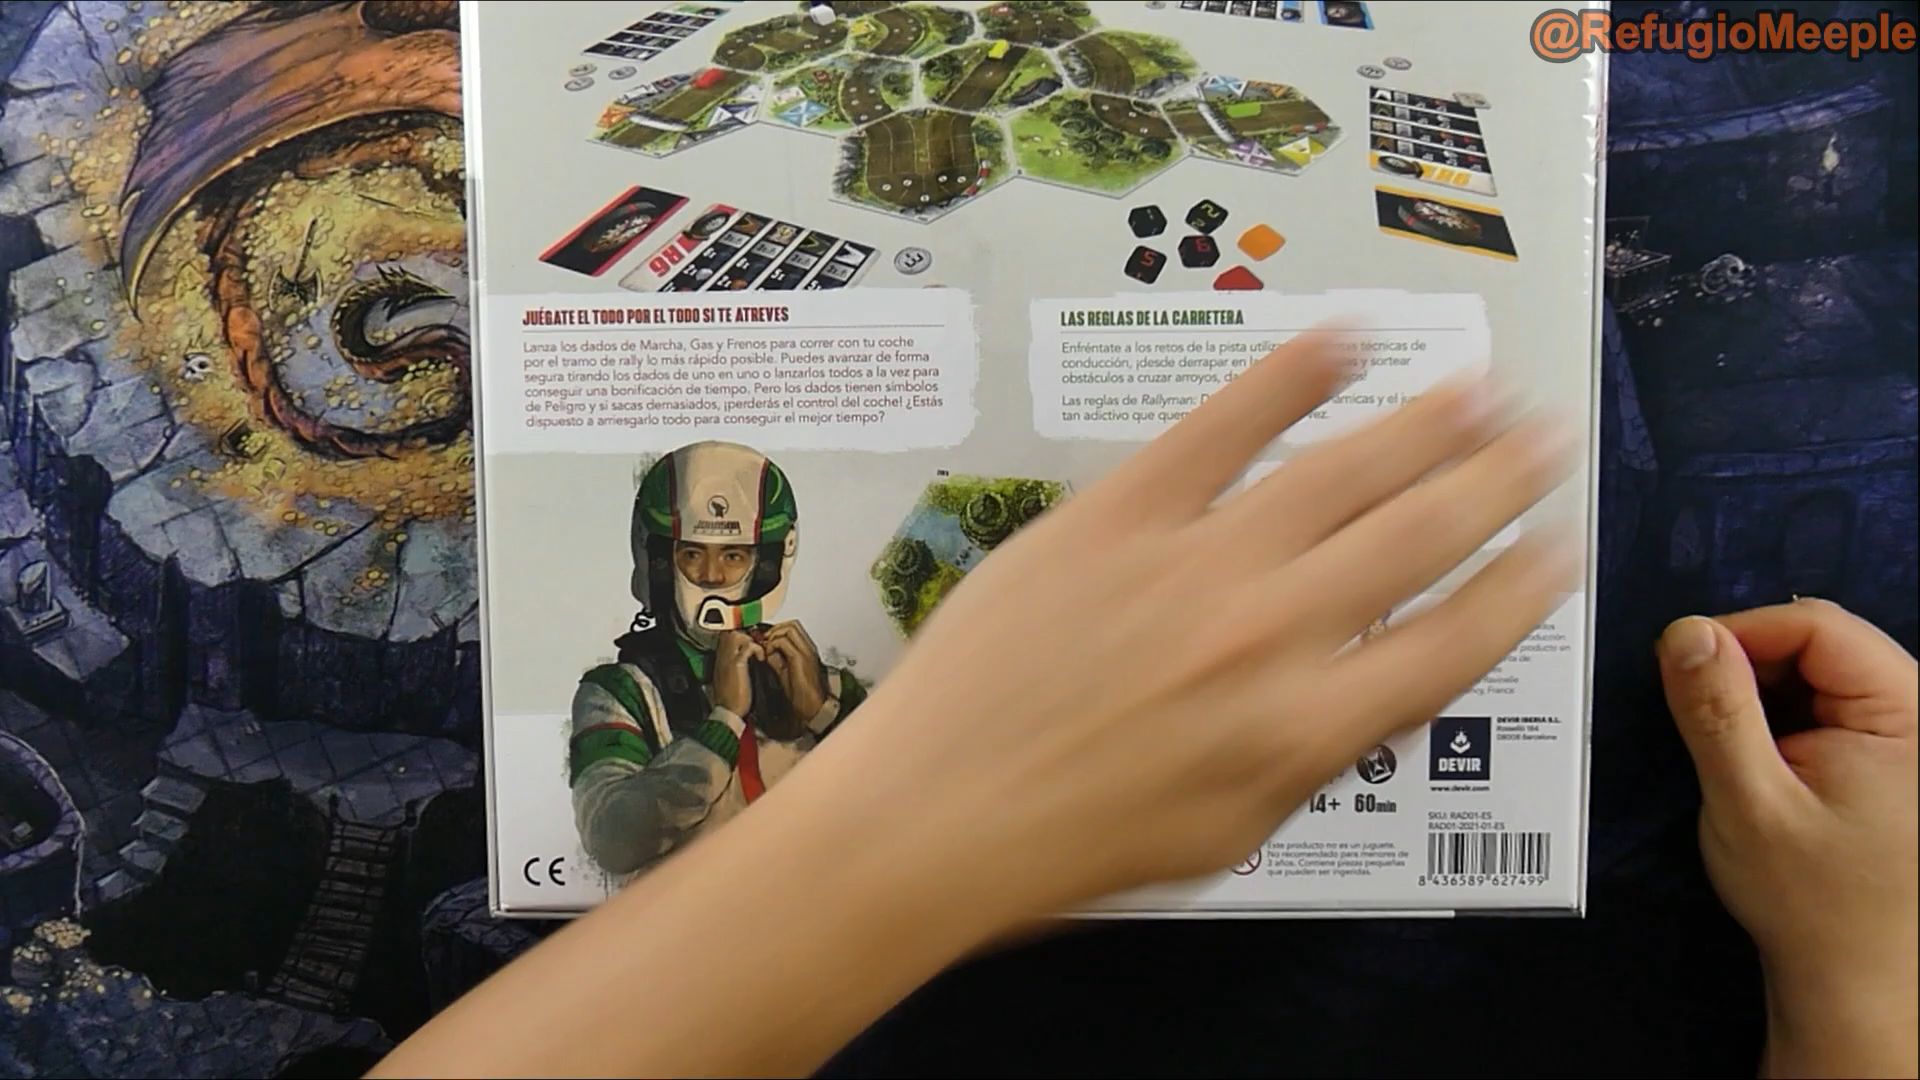 @RefugioMeeple
JUÉGATE EL TODO POR EL TODO SI TE ATREVES
Lanza los dados de Marcha, Gas y Frenos para correr con tu coche
por el tramo de rally lo más rápido posible. Puedes avanzar de forma
segura tirando los dados de uno en uno o lanzarlos todos a la vez para
conseguir una bonificación de tiempo. Pero los dados tienen símbolos
de Peligro y si sacas demasiados, ¡perderás el control del coche! ¿Estás
dispuesto a arriesgarlo todo para conseguir el mejor tiempo?
LAS REGLAS DE LA CARRETERA
Enfréntate a los retos de la pista técnicas de
conducción, ¡desde derrapar en y sortear
obstáculos a cruzar arroyos,
Las reglas de Rallyman: y el
tan adictivo que vez.
JOHNSON
DEVIR
DEVIR IBERIA S.L.
Rosselló 184
08008 Barcelona
www.devir.com
14+ 60min
SKU: RAD01-ES
RAD01-2021-01-ES
CE
Este producto no es un juguete.
No recomendado para menores de
3 años. Contiene piezas pequeñas
que pueden ser ingeridas.
8 436589 627499